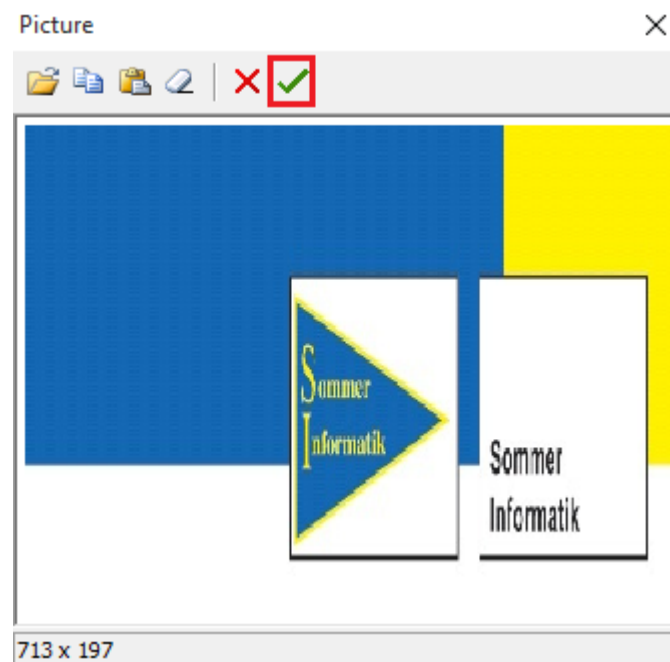 Picture
Sommer
Informatik
Sommer
Informatik
713 x 197